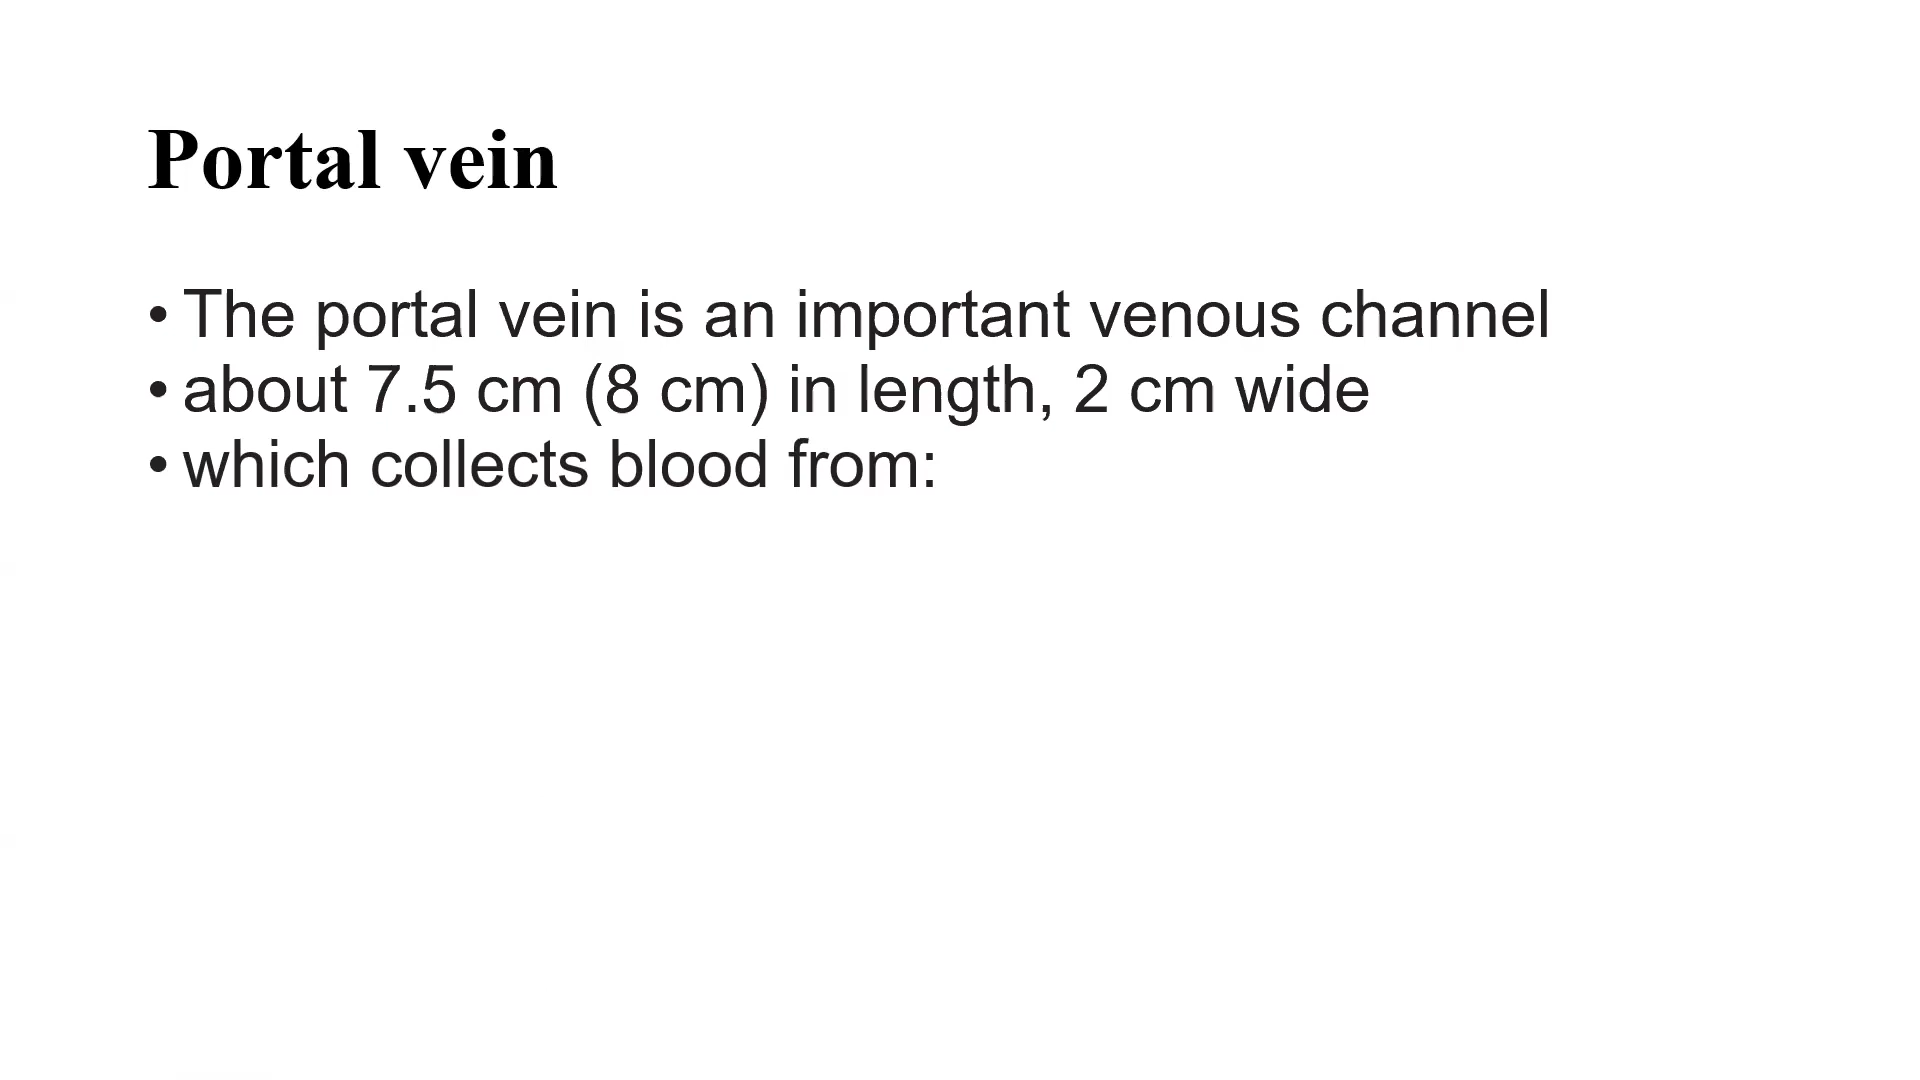 Portal vein
• The portal vein is an important venous channel
• about 7.5 cm (8 cm) in length, 2 cm wide
• which collects blood from: